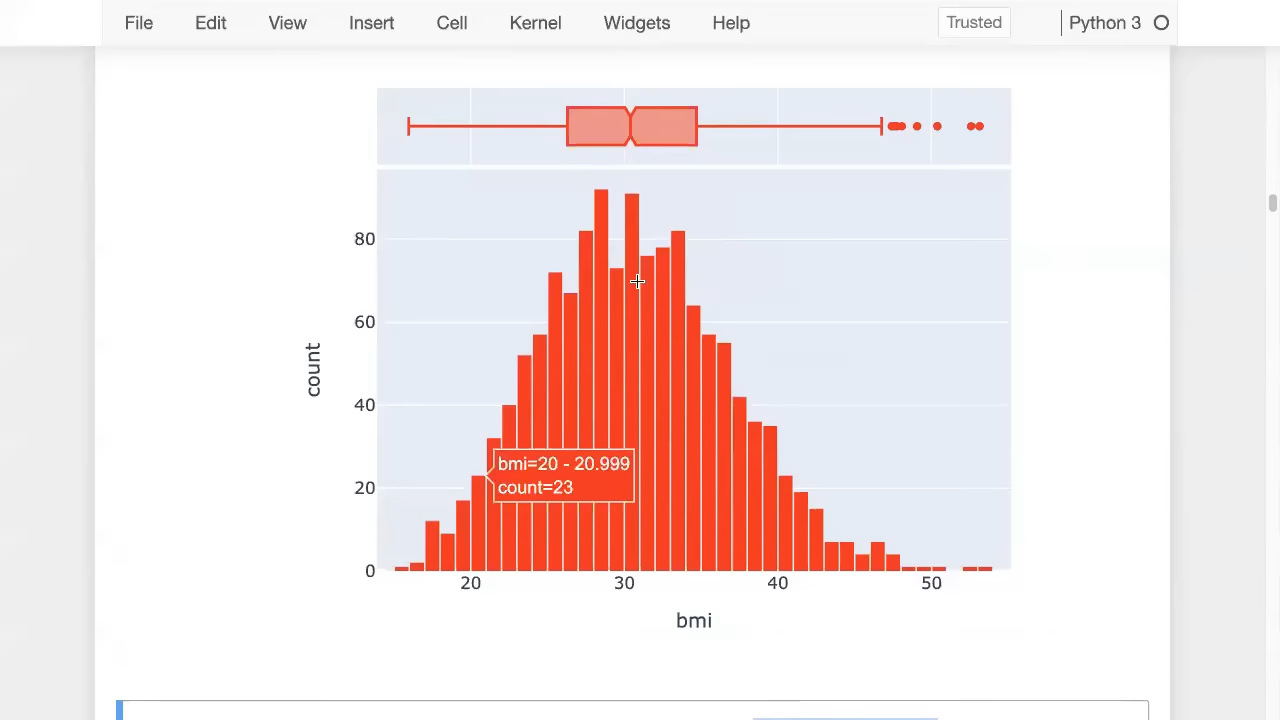 File Edit View Insert Cell Kernel Widgets Help Trusted Python 3
80
60
40
20
0
count
bmi=20 - 20.999
count=23
20 30 40 50
bmi